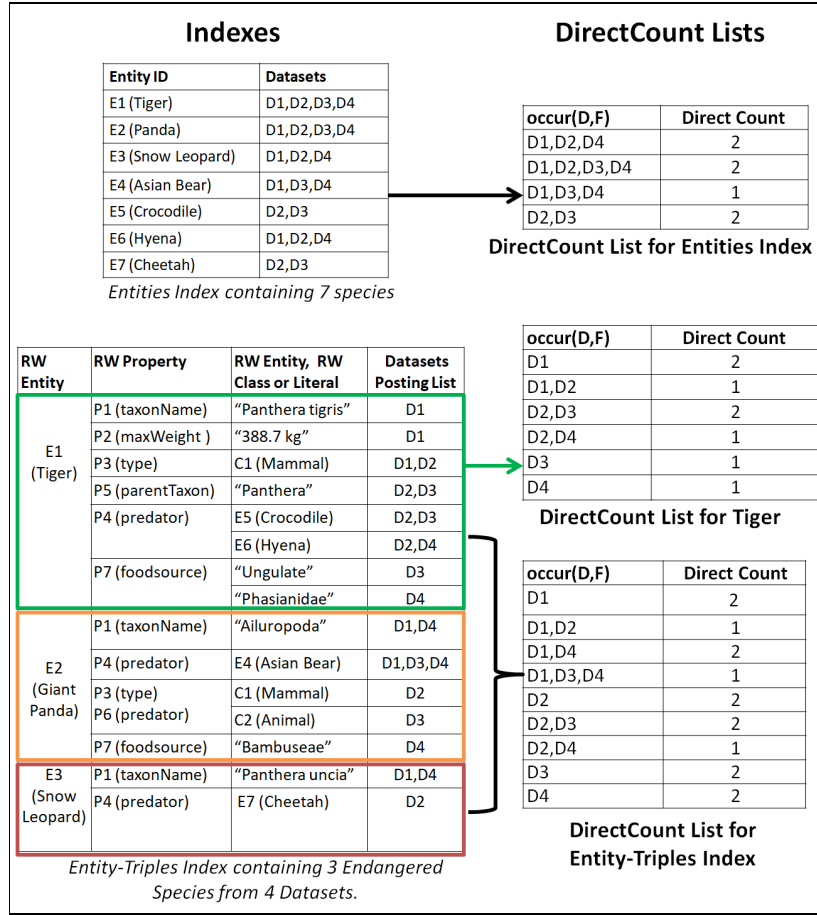 Indexes
DirectCount Lists
Entity ID Datasets
E1 (Tiger) D1,D2,D3,D4
E2 (Panda) D1,D2,D3,D4
E3 (Snow Leopard) D1,D2,D4
E4 (Asian Bear) D1,D3,D4
E5 (Crocodile) D2,D3
E6 (Hyena) D1,D2,D4
E7 (Cheetah) D2,D3
Entities Index containing 7 species
occur(D,F) Direct Count
D1,D2,D4 2
D1,D2,D3,D4 2
D1,D3,D4 1
D2,D3 2
DirectCount List for Entities Index
RW Entity RW Property RW Entity, RW Class or Literal Datasets Posting List
E1 (Tiger) P1 (taxonName) “Panthera tigris” D1
P2 (maxWeight ) “388.7 kg” D1
P3 (type) C1 (Mammal) D1,D2
P5 (parentTaxon) “Panthera” D2,D3
P4 (predator) E5 (Crocodile) D2,D3
E6 (Hyena) D2,D4
P7 (foodsource) “Ungulate” D3
“Phasianidae” D4
E2 (Giant Panda) P1 (taxonName) “Ailuropoda” D1,D4
P4 (predator) E4 (Asian Bear) D1,D3,D4
P3 (type) C1 (Mammal) D2
P6 (predator) C2 (Animal) D3
P7 (foodsource) “Bambuseae” D4
E3 (Snow Leopard) P1 (taxonName) “Panthera uncia” D1,D4
P4 (predator) E7 (Cheetah) D2
Entity-Triples Index containing 3 Endangered
Species from 4 Datasets.
occur(D,F) Direct Count
D1 2
D1,D2 1
D2,D3 2
D2,D4 1
D3 1
D4 1
DirectCount List for Tiger
occur(D,F) Direct Count
D1 2
D1,D2 1
D1,D4 2
D1,D3,D4 1
D2 2
D2,D3 2
D2,D4 1
D3 2
D4 2
DirectCount List for
Entity-Triples Index